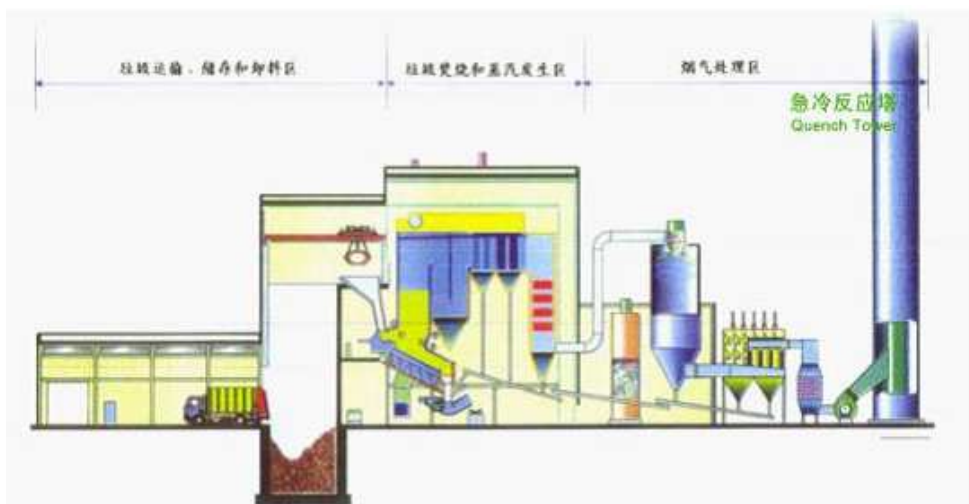 垃圾运输、储存和卸料区
垃圾焚烧和蒸汽发生区
烟气处理区
急冷反应塔
Quench Tower